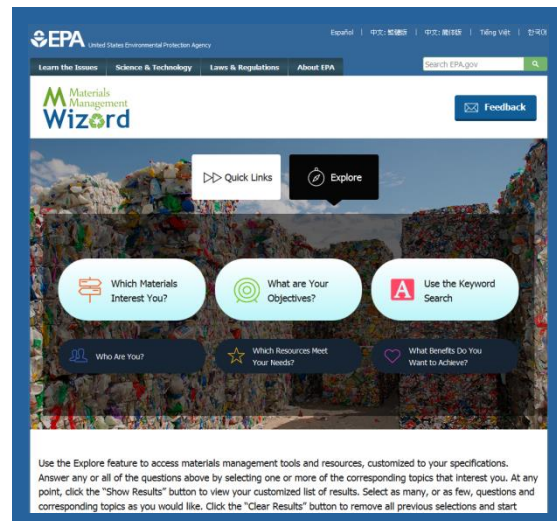 Español | 中文: 繁體版 | 中文: 简体版 | Tiếng Việt | 한국어
EPA United States Environmental Protection Agency
Learn the Issues Science & Technology Laws & Regulations About EPA Search EPA.gov
Materials
Management
Wizard
Feedback
Quick Links Explore
Which Materials
Interest You?
What are Your
Objectives?
A Use the Keyword
Search
Who Are You?
Which Resources Meet
Your Needs?
What Benefits Do You
Want to Achieve?
Use the Explore feature to access materials management tools and resources, customized to your specifications.
Answer any or all of the questions above by selecting one or more of the corresponding topics that interest you. At any
point, click the “Show Results” button to view your customized list of results. Select as many, or as few, questions and
corresponding topics as you would like. Click the “Clear Results” button to remove all previous selections and start